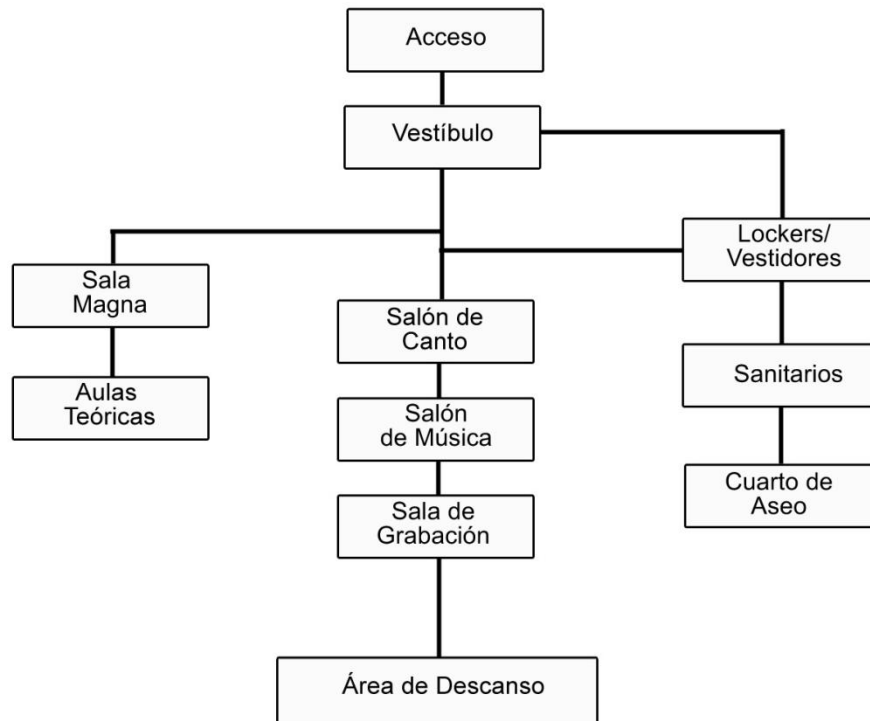 Acceso
Vestíbulo
Lockers/
Vestidores
Sala
Magna
Salón de
Canto
Sanitarios
Aulas
Teóricas
Salón
de Música
Cuarto de
Aseo
Sala de
Grabación
Área de Descanso